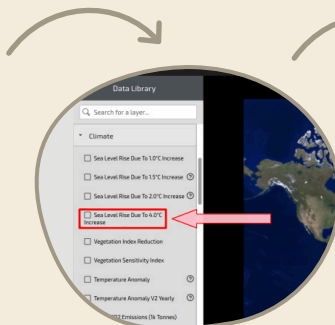 Data Library
Search for a layer...
Climate
Sea Level Rise Due To 1.0°C Increase
Sea Level Rise Due To 1.5°C Increase
Sea Level Rise Due To 2.0°C Increase
Sea Level Rise Due To 4.0°C
Increase
Vegetation Index Reduction
Vegetation Sensitivity Index
Temperature Anomaly
Temperature Anomaly V2 Yearly
Emissions (1k Tonnes)